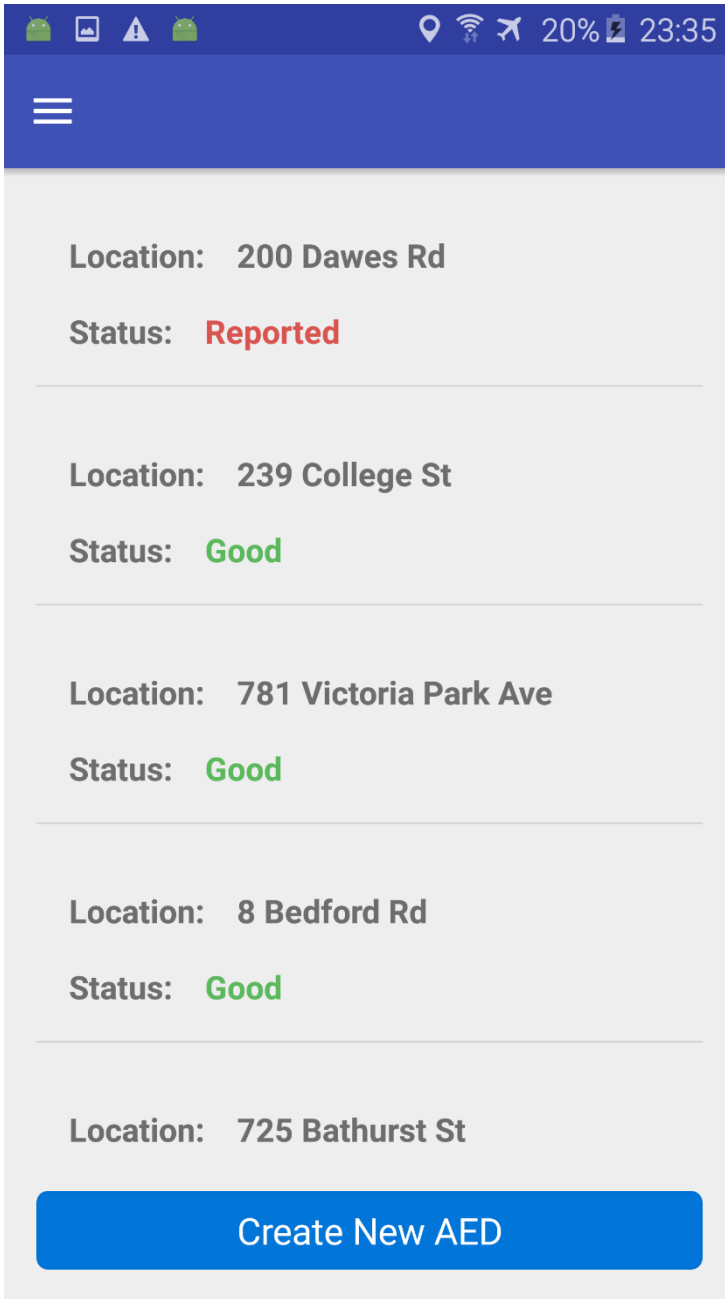 20% 23:35
Location: 200 Dawes Rd
Status: Reported
Location: 239 College St
Status: Good
Location: 781 Victoria Park Ave
Status: Good
Location: 8 Bedford Rd
Status: Good
Location: 725 Bathurst St
Create New AED